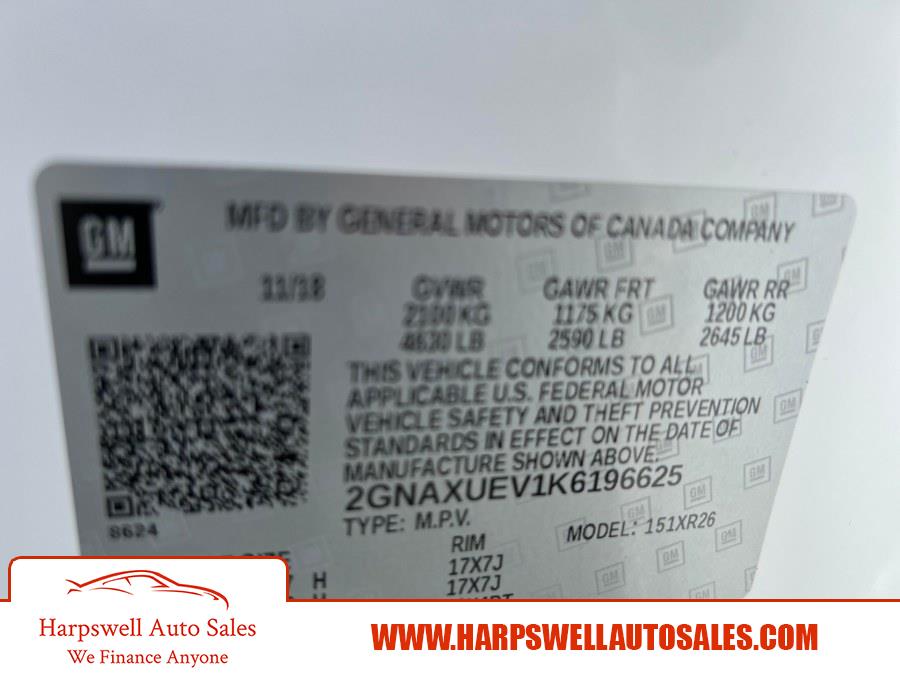 GM
MFD BY GENERAL MOTORS OF CANADA COMPANY
11/18 GVWR GAWR FRT GAWR RR
2100 KG 1175 KG 1200 KG
4630 LB 2590 LB 2645 LB
THIS VEHICLE CONFORMS TO ALL
APPLICABLE U.S. FEDERAL MOTOR
VEHICLE SAFETY AND THEFT PREVENTION
STANDARDS IN EFFECT ON THE DATE OF
MANUFACTURE SHOWN ABOVE.
2GNAXUEV1K6196625
8624
TYPE: M.P.V. MODEL: 151XR26
RIM
H 17X7J
H 17X7J
Harpswell Auto Sales
We Finance Anyone
WWW.HARPSWELLAUTOSALES.COM